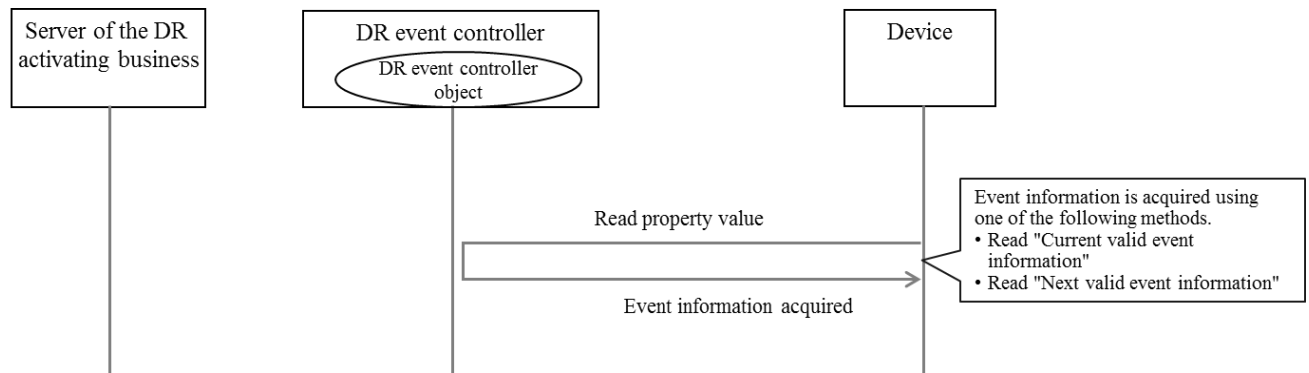 Server of the DR
activating business
DR event controller
DR event controller
object
Device
Event information is acquired using
one of the following methods.
• Read "Current valid event
information"
• Read "Next valid event information"
Read property value
Event information acquired